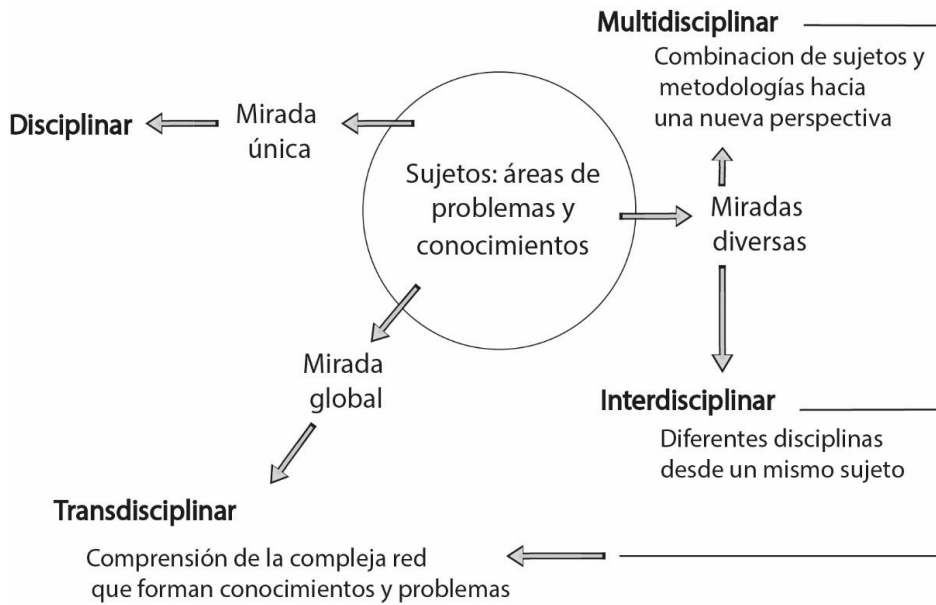 Multidisciplinar
Combinacion de sujetos y
metodologías hacia
una nueva perspectiva
Disciplinar
Mirada
única
Sujetos: áreas de
problemas y
conocimientos
Miradas
diversas
Mirada
global
Interdisciplinar
Diferentes disciplinas
desde un mismo sujeto
Transdisciplinar
Comprensión de la compleja red
que forman conocimientos y problemas